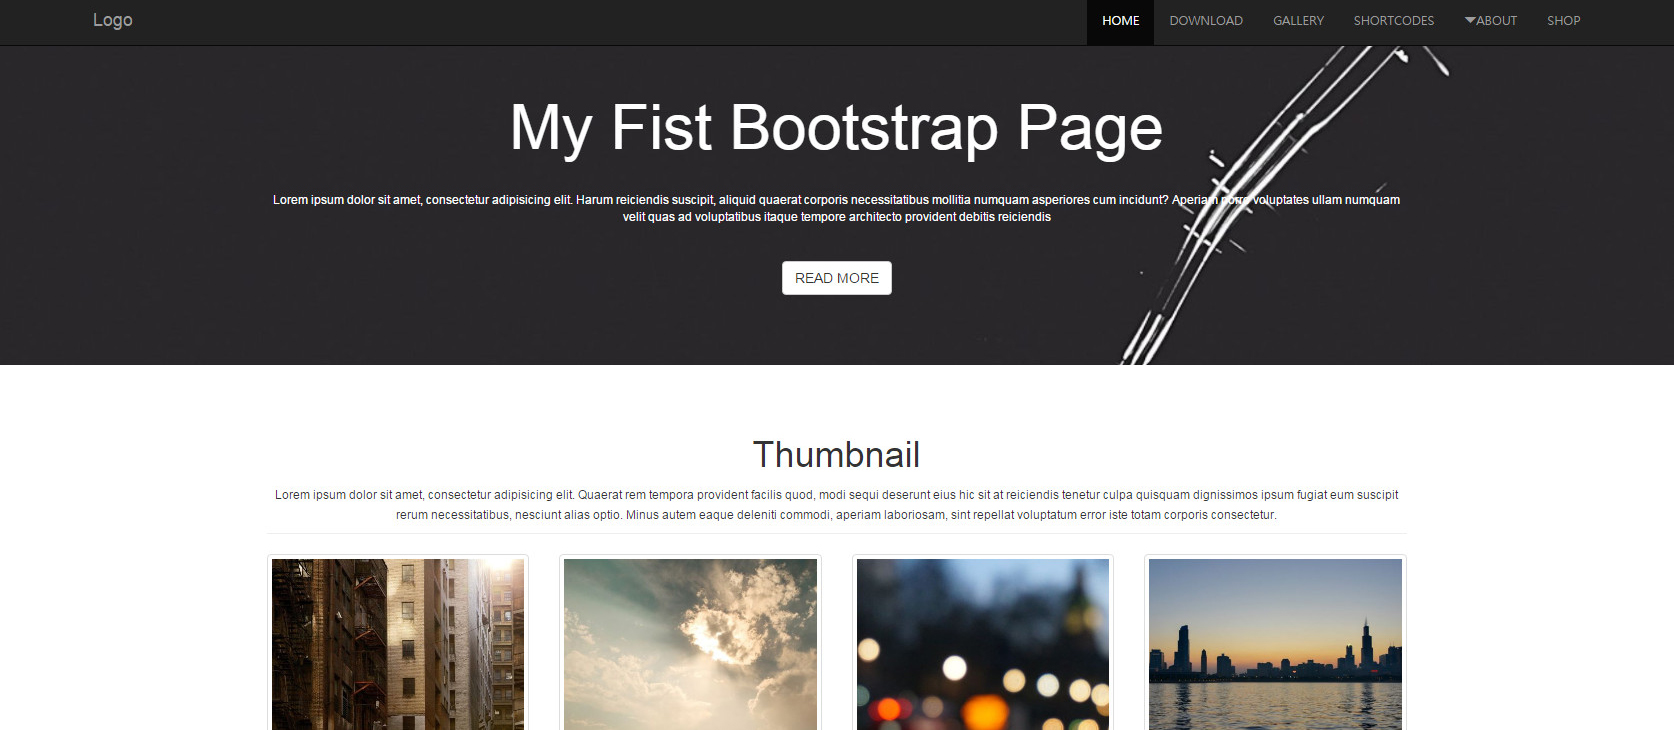 Logo
HOME DOWNLOAD GALLERY SHORTCODES ABOUT SHOP
My Fist Bootstrap Page
Lorem ipsum dolor sit amet, consectetur adipisicing elit. Harum reiciendis suscipit, aliquid quaerat corporis necessitatibus mollitia numquam asperiores cum incidunt? Aperiam porro voluptates ullam numquam
velit quas ad voluptatibus itaque tempore architecto provident debitis reiciendis
READ MORE
Thumbnail
Lorem ipsum dolor sit amet, consectetur adipisicing elit. Quaerat rem tempora provident facilis quod, modi sequi deserunt eius hic sit at reiciendis tenetur culpa quisquam dignissimos ipsum fugiat eum suscipit
rerum necessitatibus, nesciunt alias optio. Minus autem eaque deleniti commodi, aperiam laboriosam, sint repellat voluptatum error iste totam corporis consectetur.